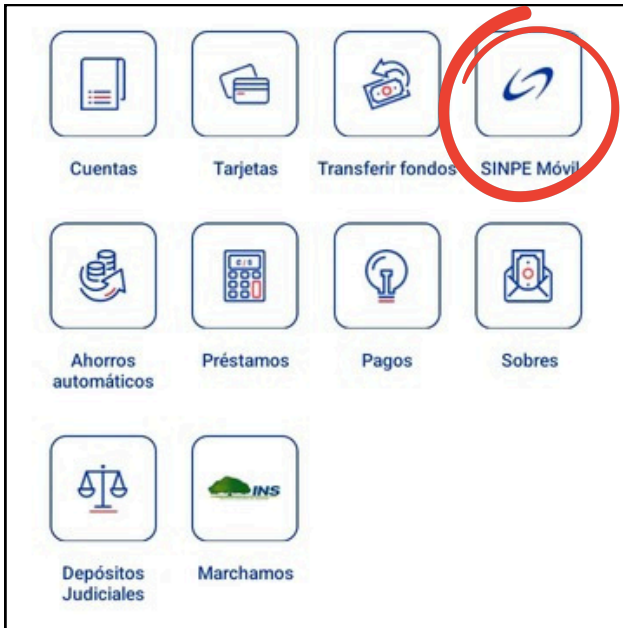 Cuentas
Tarjetas
Transferir fondos
SINPE Móvil
Ahorros
automáticos
Préstamos
Pagos
Sobres
INS
Depósitos
Judiciales
Marchamos